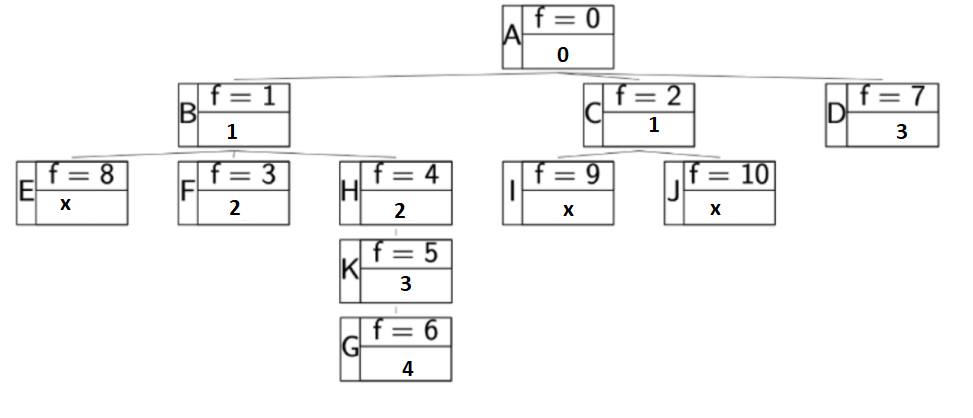 A f = 0
0
B f = 1
1
C f = 2
1
D f = 7
3
E f = 8
x
F f = 3
2
H f = 4
2
I f = 9
x
J f = 10
x
K f = 5
3
G f = 6
4